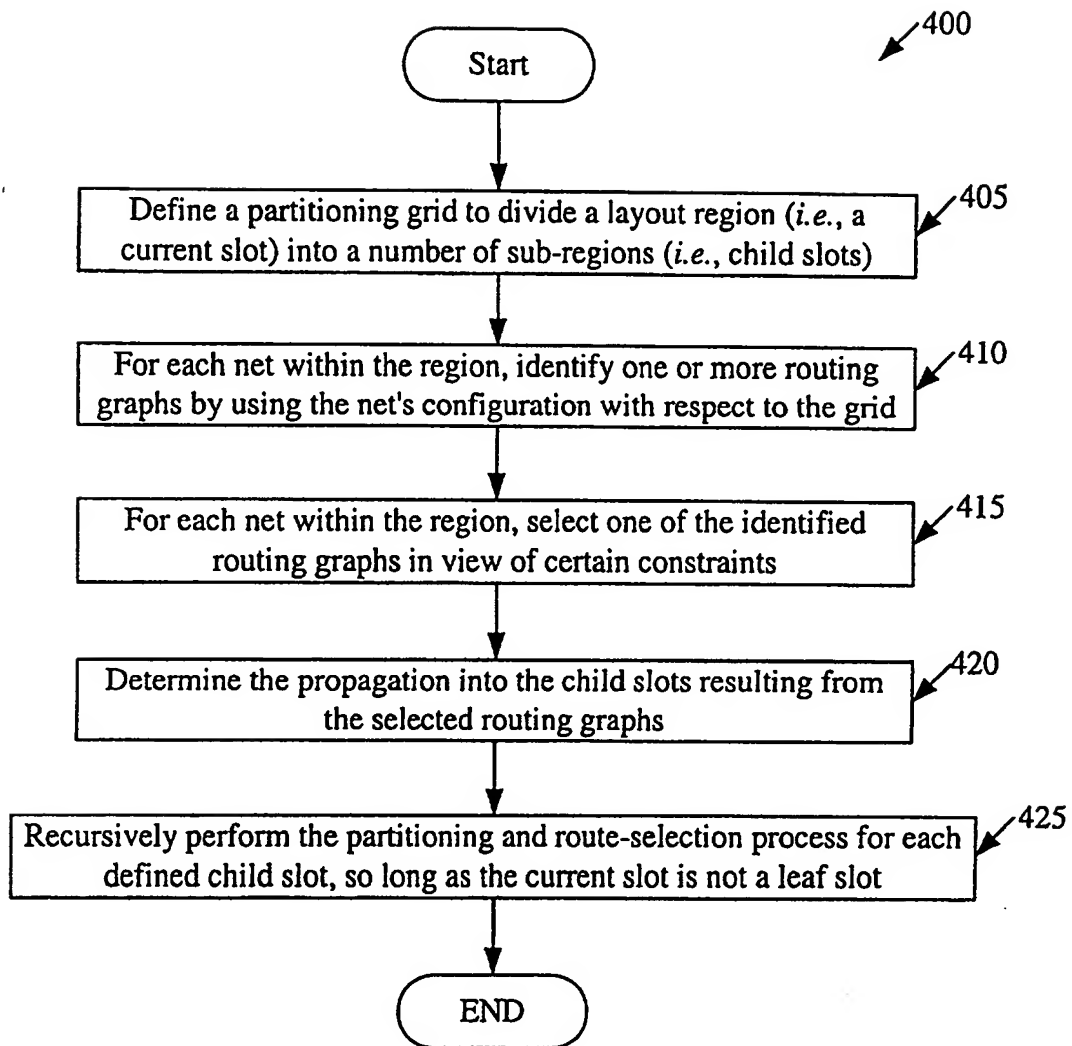 400
Start
405
Define a partitioning grid to divide a layout region (i.e., a
current slot) into a number of sub-regions (i.e., child slots)
410
For each net within the region, identify one or more routing
graphs by using the net's configuration with respect to the grid
415
For each net within the region, select one of the identified
routing graphs in view of certain constraints
420
Determine the propagation into the child slots resulting from
the selected routing graphs
425
Recursively perform the partitioning and route-selection process for each
defined child slot, so long as the current slot is not a leaf slot
END